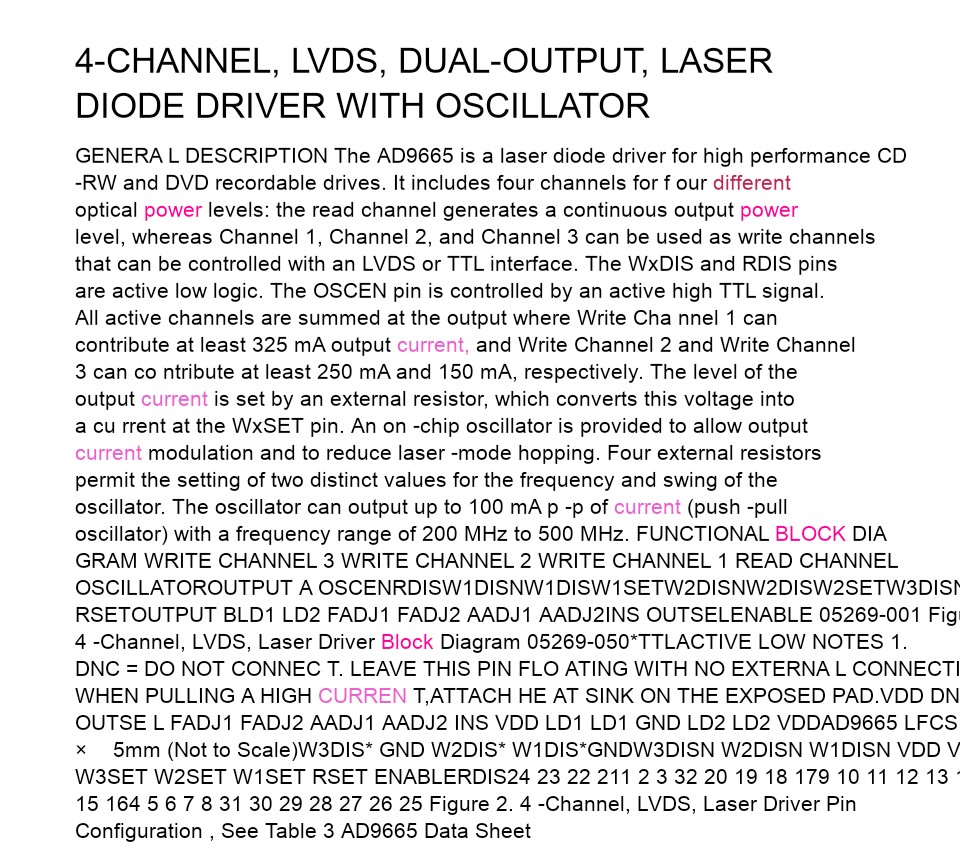 4-CHANNEL, LVDS, DUAL-OUTPUT, LASER
DIODE DRIVER WITH OSCILLATOR
GENERA L DESCRIPTION The AD9665 is a laser diode driver for high performance CD
-RW and DVD recordable drives. It includes four channels for f our different
optical power levels: the read channel generates a continuous output power
level, whereas Channel 1, Channel 2, and Channel 3 can be used as write channels
that can be controlled with an LVDS or TTL interface. The WxDIS and RDIS pins
are active low logic. The OSCEN pin is controlled by an active high TTL signal.
All active channels are summed at the output where Write Cha nnel 1 can
contribute at least 325 mA output current, and Write Channel 2 and Write Channel
3 can co ntribute at least 250 mA and 150 mA, respectively. The level of the
output current is set by an external resistor, which converts this voltage into
a cu rrent at the WxSET pin. An on -chip oscillator is provided to allow output
current modulation and to reduce laser -mode hopping. Four external resistors
permit the setting of two distinct values for the frequency and swing of the
oscillator. The oscillator can output up to 100 mA p -p of current (push -pull
oscillator) with a frequency range of 200 MHz to 500 MHz. FUNCTIONAL BLOCK DIA
GRAM WRITE CHANNEL 3 WRITE CHANNEL 2 WRITE CHANNEL 1 READ CHANNEL
OSCILLATOROUTPUT A OSCENRDISW1DISNW1DISW1SETW2DISNW2DISW2SETW3DISN
RSETOUTPUT BLD1 LD2 FADJ1 FADJ2 AADJ1 AADJ2INS OUTSELENABLE 05269-001
4 -Channel, LVDS, Laser Driver Block Diagram 05269-050*TTLACTIVE LOW NOTES 1.
DNC = DO NOT CONNEC T. LEAVE THIS PIN FLO ATING WITH NO EXTERNA L
WHEN PULLING A HIGH CURREN T,ATTACH HE AT SINK ON THE EXPOSED PAD.VDD
OUTSE L FADJ1 FADJ2 AADJ1 AADJ2 INS VDD LD1 LD1 GND LD2 LD2 VDDAD9665
× 5mm (Not to Scale)W3DIS* GND W2DIS* W1DIS*GNDW3DISN W2DISN W1DISN VDD
W3SET W2SET W1SET RSET ENABLERDIS24 23 22 211 2 3 32 20 19 18 179 10 11 12 13
15 164 5 6 7 8 31 30 29 28 27 26 25 Figure 2. 4 -Channel, LVDS, Laser Driver Pin
Configuration , See Table 3 AD9665 Data Sheet